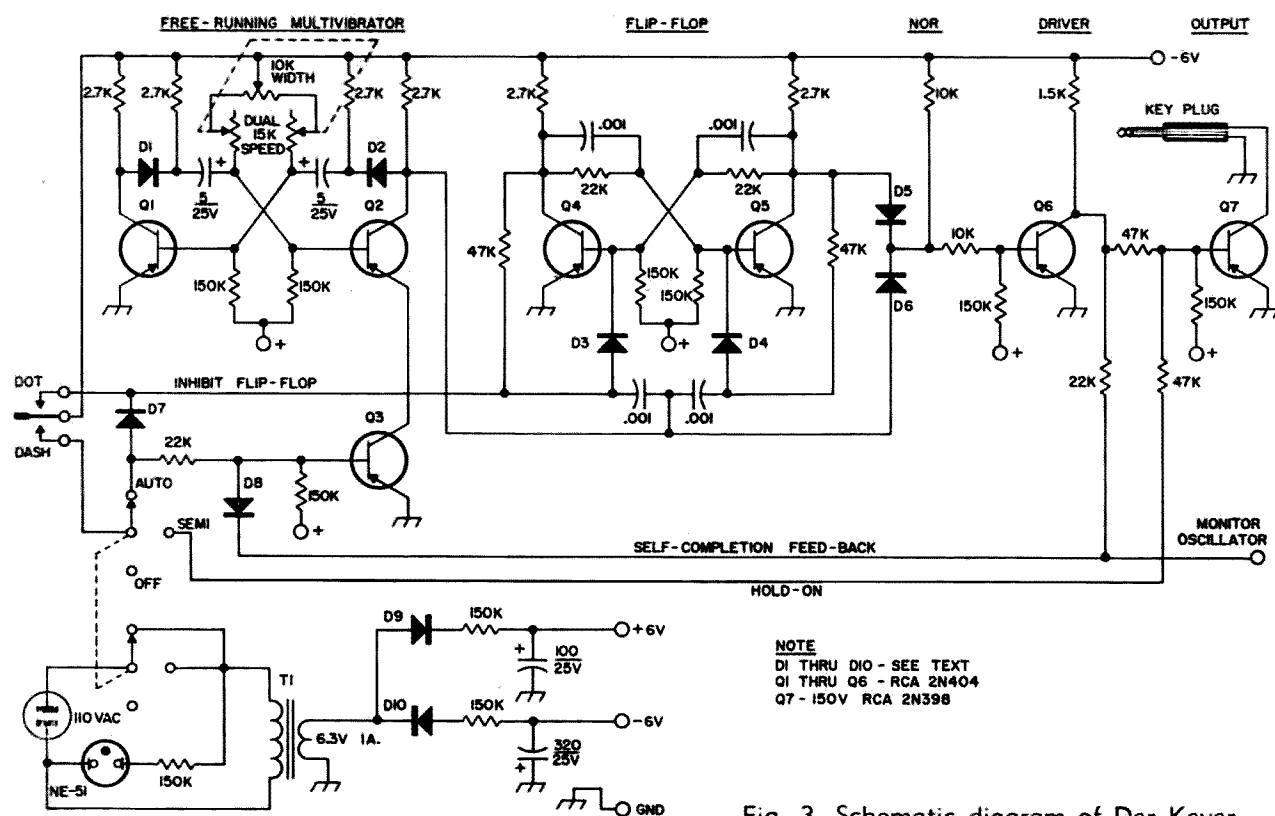 FREE-RUNNING MULTIVIBRATOR
FLIP-FLOP
NOR
DRIVER
OUTPUT
-6V
10K
WIDTH
2.7K
2.7K
2.7K
2.7K
DUAL
15K
SPEED
D1
D2
+
+
5
25V
5
25V
Q1
Q2
150K
150K
+
2.7K
2.7K
.001
.001
22K
22K
Q4
Q5
47K
47K
150K
150K
+
D3
D4
.001
.001
10K
D5
D6
10K
1.5K
Q6
150K
+
KEY PLUG
Q7
47K
150K
+
22K
47K
DOT
DASH
INHIBIT FLIP-FLOP
D7
22K
D8
150K
+
Q3
AUTO
SEMI
OFF
SELF-COMPLETION FEED-BACK
MONITOR
OSCILLATOR
HOLD-ON
110 VAC
NE-51
150K
T1
6.3V 1A.
D9
150K
+6V
+
100
25V
D10
150K
-6V
320
25V
+
GND
NOTE
D1 THRU D10 - SEE TEXT
Q1 THRU Q6 - RCA 2N404
Q7 - 150V RCA 2N398
Fig. 3. Schematic diagram of Der Keyer